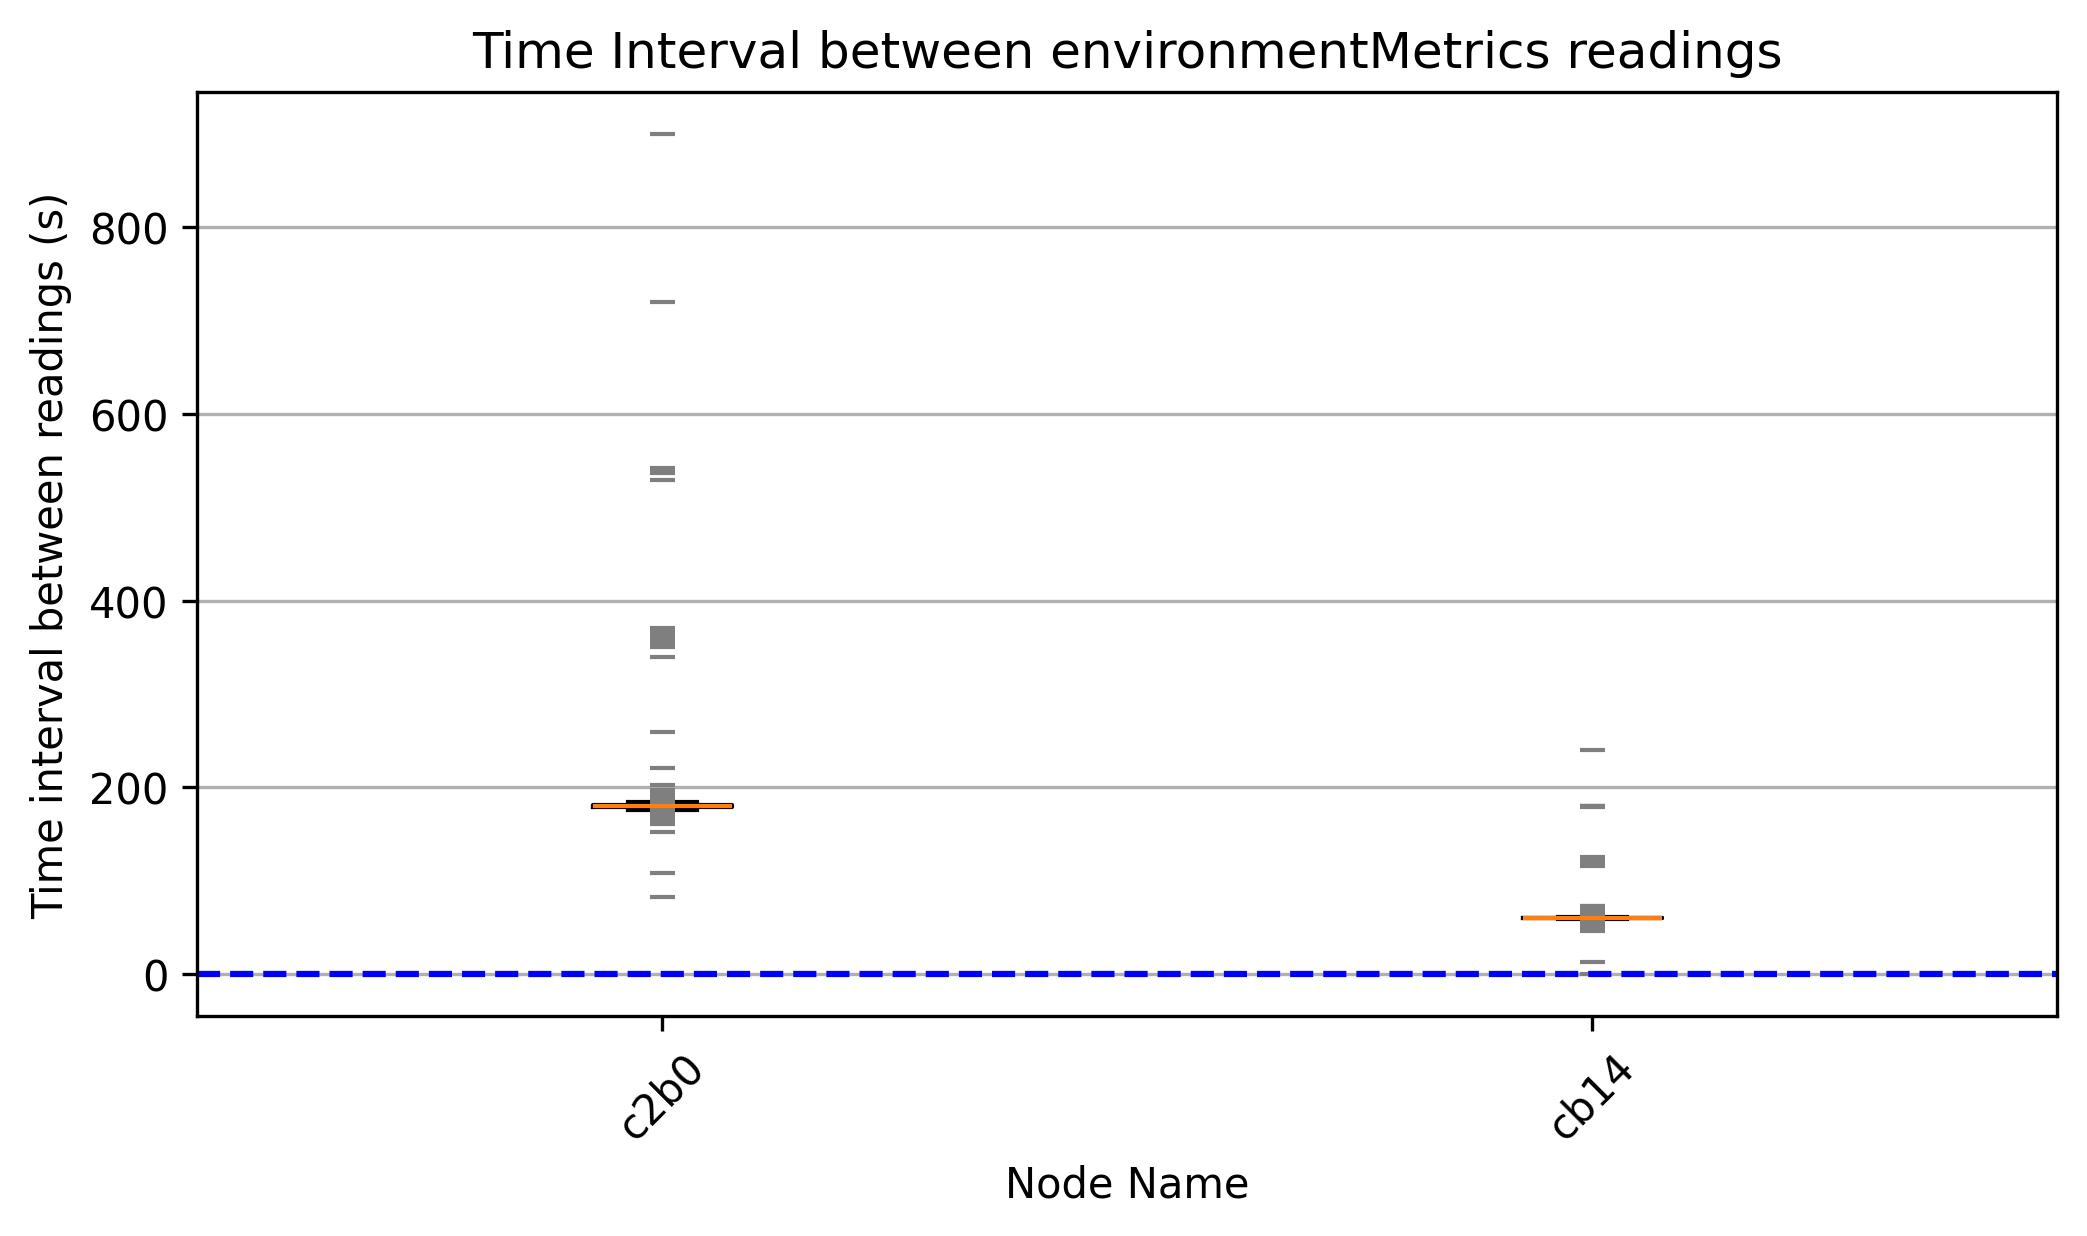 Time Interval between environmentMetrics readings
Time interval between readings (s)
800
600
400
200
0
c2b0
cb14
Node Name